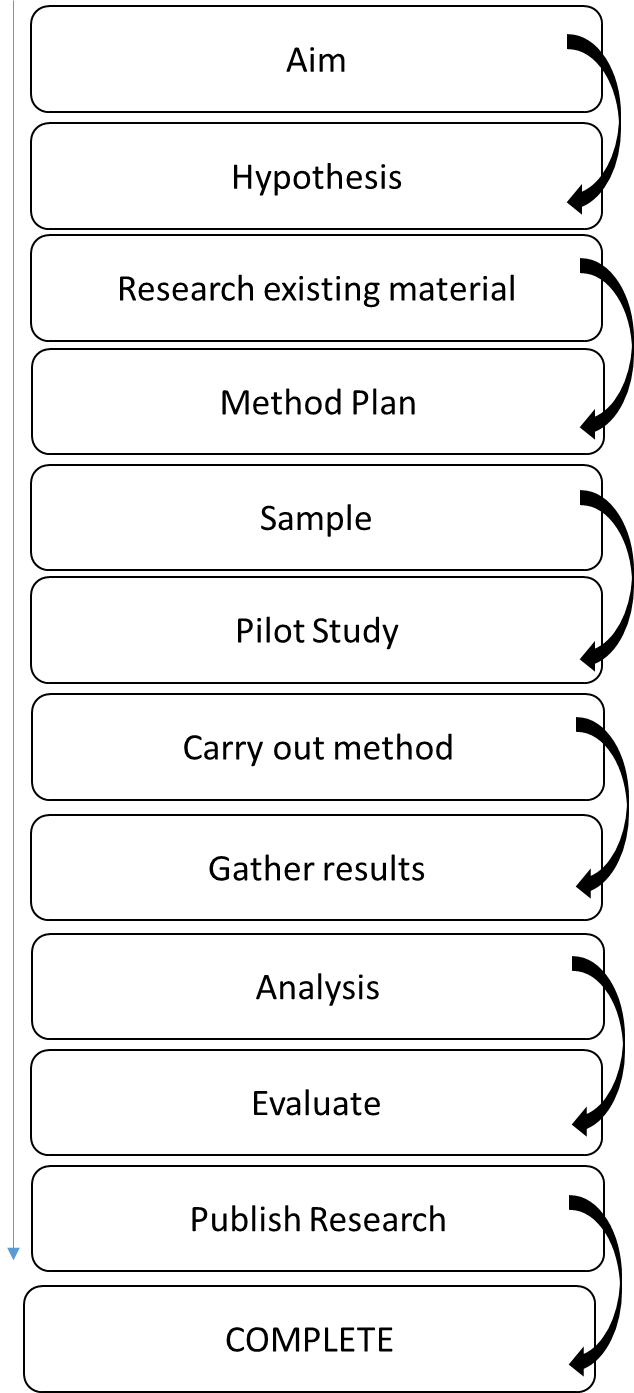 Aim
Hypothesis
Research existing material
Method Plan
Sample
Pilot Study
Carry out method
Gather results
Analysis
Evaluate
Publish Research
COMPLETE